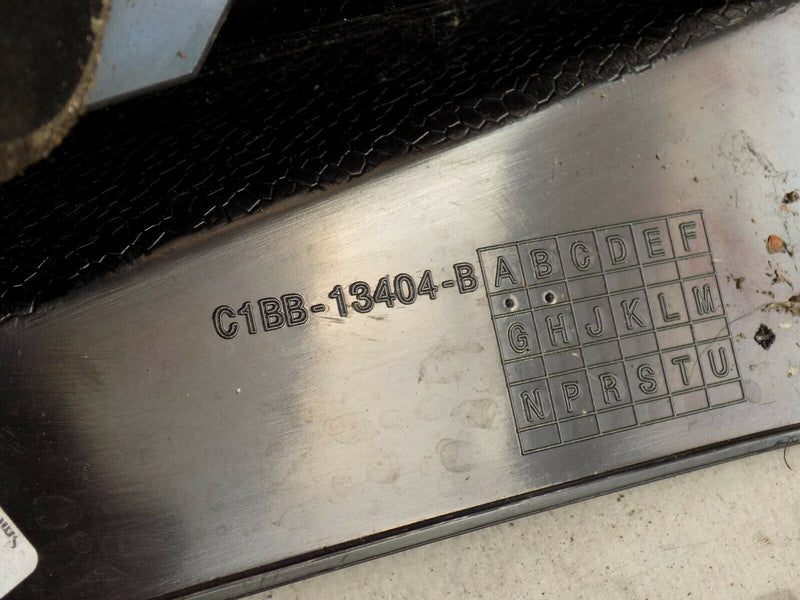 C1BB-13404-B
A B C D E F
G H J K L M
N P R S T U